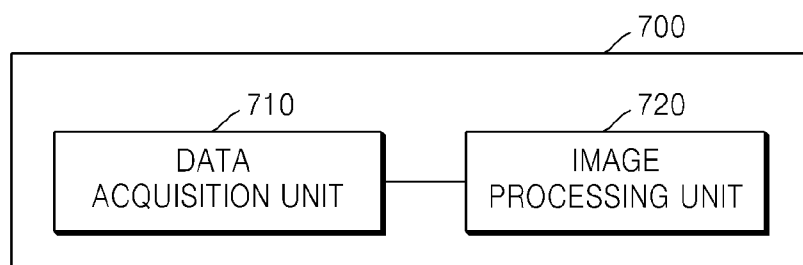 700
710
720
DATA
ACQUISITION UNIT
IMAGE
PROCESSING UNIT